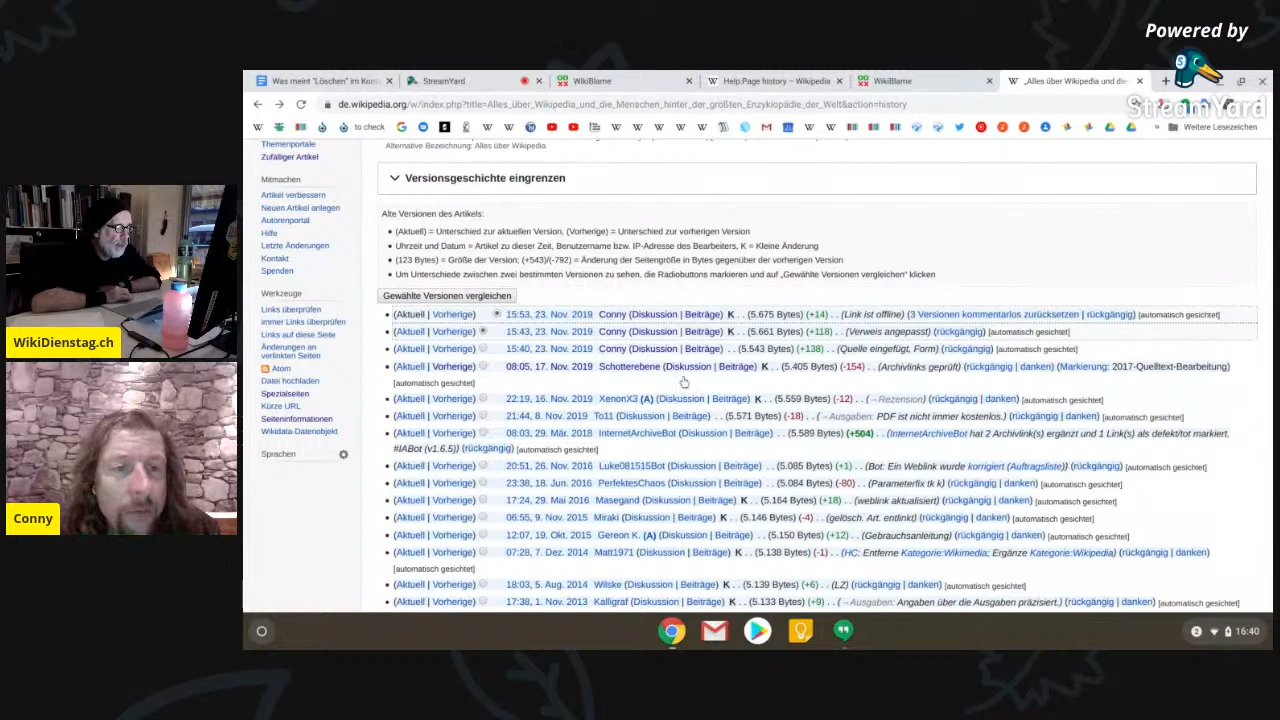 Powered by
StreamYard
Was meint "Löschen" im Kom
StreamYard
WikiBlame
Help:Page history – Wikipedia
WikiBlame
„Alles über Wikipedia und die
de.wikipedia.org/w/index.php?title=Alles_über_Wikipedia_und_die_Menschen_hinter_der_größten_Enzyklopädie_der_Welt&action=history
to check
Weitere Lesezeichen
Themenportale
Zufälliger Artikel
Mitmachen
Artikel verbessern
Neuen Artikel anlegen
Autorenportal
Hilfe
Letzte Änderungen
Kontakt
Spenden
Werkzeuge
Links überprüfen
immer Links überprüfen
Links auf diese Seite
Änderungen an
verlinkten Seiten
Atom
Datei hochladen
Spezialseiten
Kurze URL
Seiteninformationen
Wikidata-Datenobjekt
Sprachen
Alternative Bezeichnung: Alles über Wikipedia
Versionsgeschichte eingrenzen
Alte Versionen des Artikels:
(Aktuell) = Unterschied zur aktuellen Version, (Vorherige) = Unterschied zur vorherigen Version
Uhrzeit und Datum = Artikel zu dieser Zeit, Benutzername bzw. IP-Adresse des Bearbeiters, K = Kleine Änderung
(123 Bytes) = Größe der Version; (+543)/(-792) = Änderung der Seitengröße in Bytes gegenüber der vorherigen Version
Um Unterschiede zwischen zwei bestimmten Versionen zu sehen, die Radiobuttons markieren und auf „Gewählte Versionen vergleichen" klicken
Gewählte Versionen vergleichen
(Aktuell | Vorherige) 15:53, 23. Nov. 2019 Conny (Diskussion | Beiträge) K . . (5.675 Bytes) (+14) . . (Link ist offline) (3 Versionen kommentarlos zurücksetzen | rückgängig) [automatisch gesichtet]
(Aktuell | Vorherige) 15:43, 23. Nov. 2019 Conny (Diskussion | Beiträge) K . . (5.661 Bytes) (+118) . . (Verweis angepasst) (rückgängig) [automatisch gesichtet]
(Aktuell | Vorherige) 15:40, 23. Nov. 2019 Conny (Diskussion | Beiträge) . . (5.543 Bytes) (+138) . . (Quelle eingefügt, Form) (rückgängig) [automatisch gesichtet]
(Aktuell | Vorherige) 08:05, 17. Nov. 2019 Schotterebene (Diskussion | Beiträge) K . . (5.405 Bytes) (-154) . . (Archivlinks geprüft) (rückgängig | danken) (Markierung: 2017-Quelltext-Bearbeitung)
[automatisch gesichtet]
(Aktuell | Vorherige) 22:19, 16. Nov. 2019 XenonX3 (A) (Diskussion | Beiträge) K . . (5.559 Bytes) (-12) . . (→Rezension) (rückgängig | danken) [automatisch gesichtet]
(Aktuell | Vorherige) 21:44, 8. Nov. 2019 To11 (Diskussion | Beiträge) . . (5.571 Bytes) (-18) . . (→Ausgaben: PDF ist nicht immer kostenlos.) (rückgängig | danken) [automatisch gesichtet]
(Aktuell | Vorherige) 08:03, 29. Mär. 2018 InternetArchiveBot (Diskussion | Beiträge) . . (5.589 Bytes) (+504) . . (InternetArchiveBot hat 2 Archivlink(s) ergänzt und 1 Link(s) als defekt/tot markiert.
#IABot (v1.6.5)) (rückgängig) [automatisch gesichtet]
(Aktuell | Vorherige) 20:51, 26. Nov. 2016 Luke081515Bot (Diskussion | Beiträge) . . (5.085 Bytes) (+1) . . (Bot: Ein Weblink wurde korrigiert (Auftragsliste)) (rückgängig) [automatisch gesichtet]
(Aktuell | Vorherige) 23:38, 18. Jun. 2016 PerfektesChaos (Diskussion | Beiträge) . . (5.084 Bytes) (-80) . . (Parameterfix tk k) (rückgängig | danken) [automatisch gesichtet]
(Aktuell | Vorherige) 17:24, 29. Mai 2016 Masegand (Diskussion | Beiträge) K . . (5.164 Bytes) (+18) . . (weblink aktualisiert) (rückgängig | danken) [automatisch gesichtet]
(Aktuell | Vorherige) 06:55, 9. Nov. 2015 Miraki (Diskussion | Beiträge) K . . (5.146 Bytes) (-4) . . (gelösch. Art. entlinkt) (rückgängig | danken) [automatisch gesichtet]
(Aktuell | Vorherige) 12:07, 19. Okt. 2015 Gereon K. (A) (Diskussion | Beiträge) K . . (5.150 Bytes) (+12) . . (Gebrauchsanleitung) (rückgängig | danken) [automatisch gesichtet]
(Aktuell | Vorherige) 07:28, 7. Dez. 2014 Matt1971 (Diskussion | Beiträge) K . . (5.138 Bytes) (-1) . . (HC: Entferne Kategorie:Wikimedia; Ergänze Kategorie:Wikipedia) (rückgängig | danken)
[automatisch gesichtet]
(Aktuell | Vorherige) 18:03, 5. Aug. 2014 Wilske (Diskussion | Beiträge) K . . (5.139 Bytes) (+6) . . (LZ) (rückgängig | danken) [automatisch gesichtet]
(Aktuell | Vorherige) 17:38, 1. Nov. 2013 Kalligraf (Diskussion | Beiträge) K . . (5.133 Bytes) (+9) . . (→Ausgaben: Angaben über die Ausgaben präzisiert.) (rückgängig | danken) [automatisch gesichtet]
2
16:40
WikiDienstag.ch
Conny